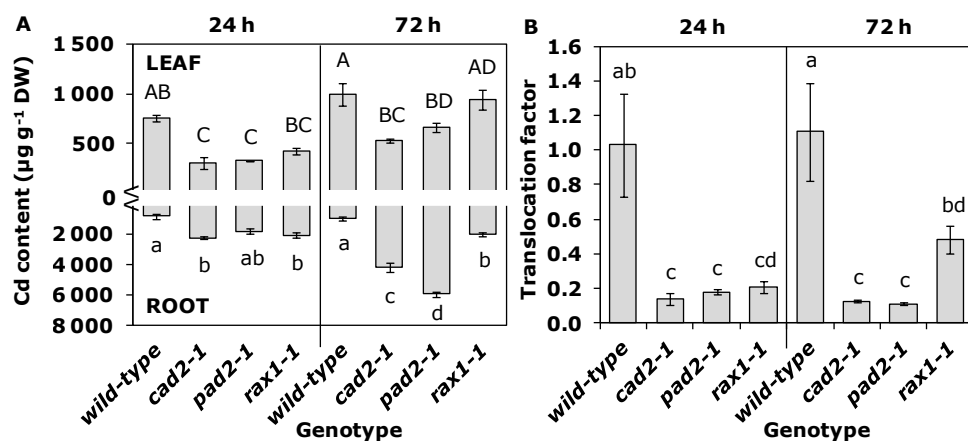 A
24 h
72 h
Cd content (µg g⁻¹ DW)
1 500
1 000
500
0
2 000
4 000
6 000
8 000
LEAF
AB
C
C
BC
A
BC
BD
AD
a
b
ab
b
a
c
d
b
ROOT
wild-type
cad2-1
pad2-1
rax1-1
wild-type
cad2-1
pad2-1
rax1-1
Genotype
B
24 h
72 h
Translocation factor
1.6
1.4
1.2
1.0
0.8
0.6
0.4
0.2
0.0
ab
c
c
cd
a
c
c
bd
wild-type
cad2-1
pad2-1
rax1-1
wild-type
cad2-1
pad2-1
rax1-1
Genotype